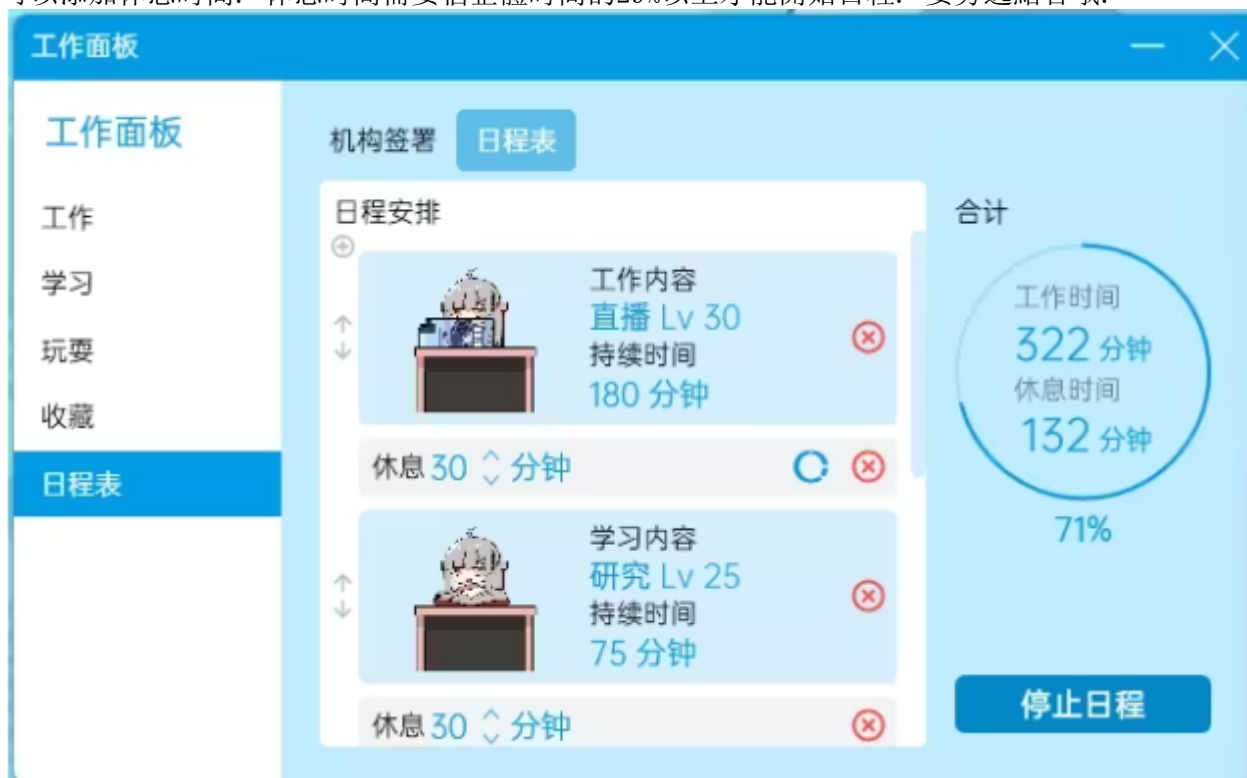 工作面板
工作面板
工作
学习
玩耍
收藏
日程表
机构签署 日程表
日程安排
工作内容
直播 Lv 30
持续时间
180 分钟
休息 30 分钟
学习内容
研究 Lv 25
持续时间
75 分钟
休息 30 分钟
合计
工作时间
322 分钟
休息时间
132 分钟
71%
停止日程